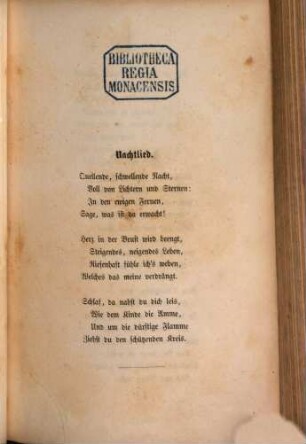 BIBLIOTHECA
REGIA
MONACENSIS
Nachtlied.
Quellende, schwellende Nacht,
Voll von Lichtern und Sternen:
In den ewigen Fernen,
Sage, was ist da erwacht!
Herz in der Brust wird beengt,
Steigendes, neigendes Leben,
Riesenhaft fühle ich's weben,
Welches das meine verdrängt.
Schlaf, da nahst du dich leis,
Wie dem Kinde die Amme,
Und um die dürftige Flamme
Ziehst du den schützenden Kreis.